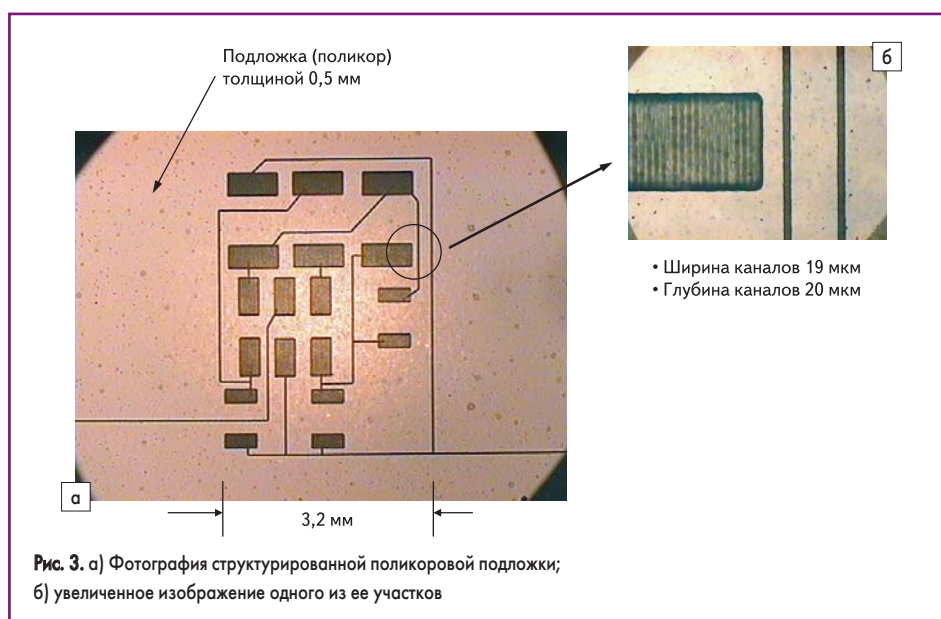 Подложка (поликор)
толщиной 0,5 мм
б
• Ширина каналов 19 мкм
• Глубина каналов 20 мкм
а
3,2 мм
Рис. 3. а) Фотография структурированной поликоровой подложки;
б) увеличенное изображение одного из ее участков